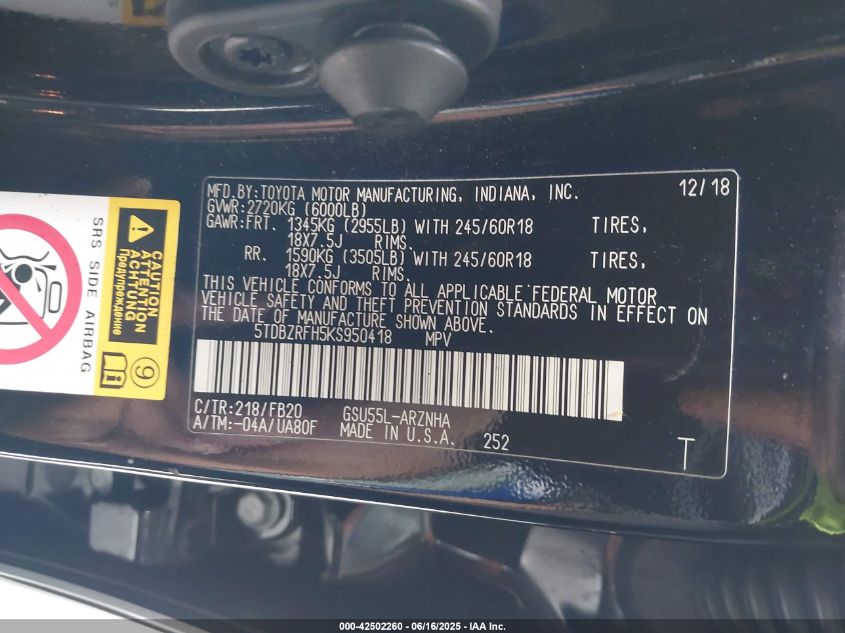 MFD.BY:TOYOTA MOTOR MANUFACTURING, INDIANA, INC. 12/18
GVWR:2720KG (6000LB)
GAWR:FRT. 1345KG (2955LB) WITH 245/60R18 TIRES,
18X7.5J RIMS.
RR. 1590KG (3505LB) WITH 245/60R18 TIRES,
18X7.5J RIMS.
THIS VEHICLE CONFORMS TO ALL APPLICABLE FEDERAL MOTOR
VEHICLE SAFETY AND THEFT PREVENTION STANDARDS IN EFFECT ON
THE DATE OF MANUFACTURE SHOWN ABOVE.
5TDBZRFH5KS950418 MPV
C/TR:218/FB20 GSU55L-ARZNHA
A/TM:-04A/UA80F MADE IN U.S.A. 252
T
SRS SIDE AIRBAG
CAUTION
ATTENTION
ACHTUNG
Предупреждение
9
000-42502260 - 06/16/2025 - IAA Inc.